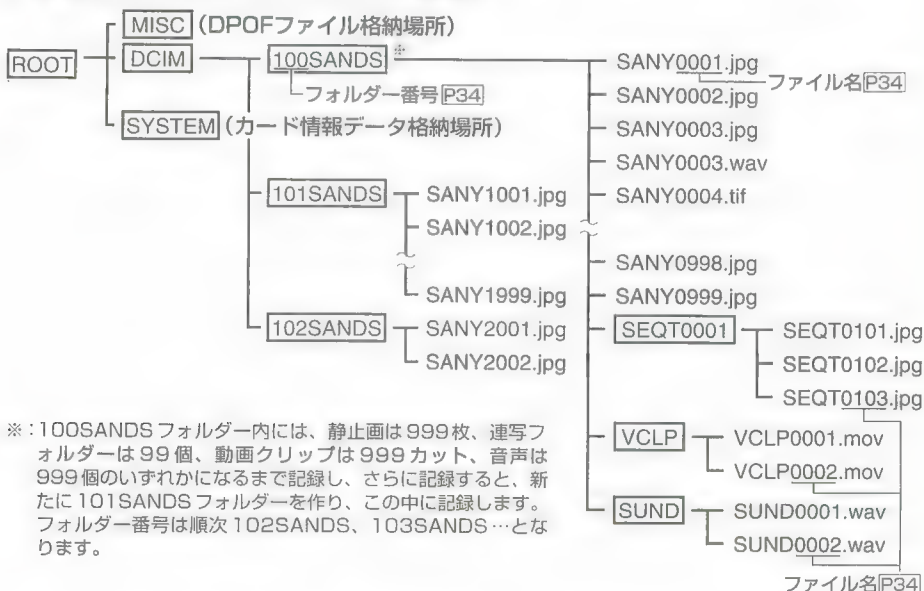 MISC (DPOFファイル格納場所)
ROOT
DCIM
100SANDS ※
フォルダー番号 P34
SYSTEM (カード情報データ格納場所)
101SANDS
SANY1001.jpg
SANY1002.jpg
SANY1999.jpg
102SANDS
SANY2001.jpg
SANY2002.jpg
SANY0001.jpg
ファイル名 P34
SANY0002.jpg
SANY0003.jpg
SANY0003.wav
SANY0004.tif
SANY0998.jpg
SANY0999.jpg
SEQT0001
SEQT0101.jpg
SEQT0102.jpg
SEQT0103.jpg
VCLP
VCLP0001.mov
VCLP0002.mov
SUND
SUND0001.wav
SUND0002.wav
ファイル名 P34
※:100SANDSフォルダー内には、静止画は999枚、連写フ
ォルダーは99個、動画クリップは999カット、音声は
999個のいずれかになるまで記録し、さらに記録すると、新
たに101SANDSフォルダーを作り、この中に記録します。
フォルダー番号は順次102SANDS、103SANDS…とな
ります。